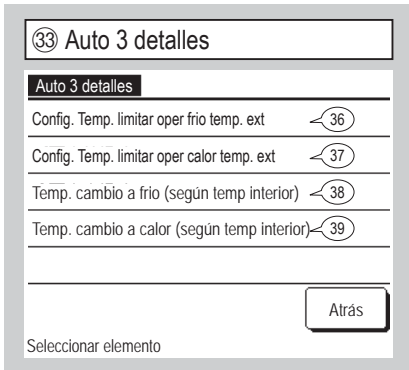 33 Auto 3 detalles
Auto 3 detalles
Config. Temp. limitar oper frio temp. ext 36
Config. Temp. limitar oper calor temp. ext 37
Temp. cambio a frio (según temp interior) 38
Temp. cambio a calor (según temp interior) 39
Atrás
Seleccionar elemento